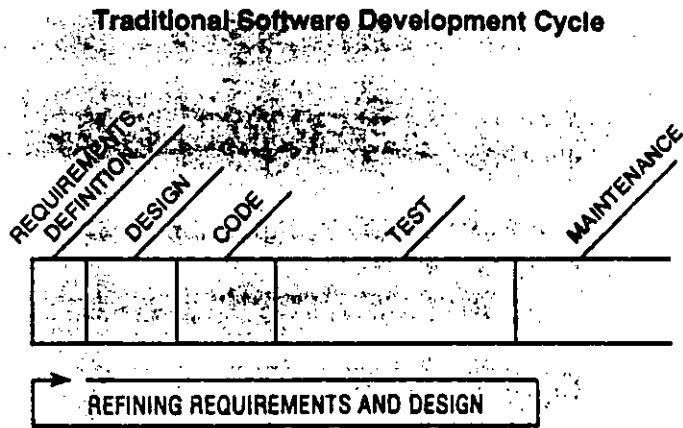 Traditional Software Development Cycle
REQUIREMENTS
DEFINITION
DESIGN
CODE
TEST
MAINTENANCE
REFINING REQUIREMENTS AND DESIGN